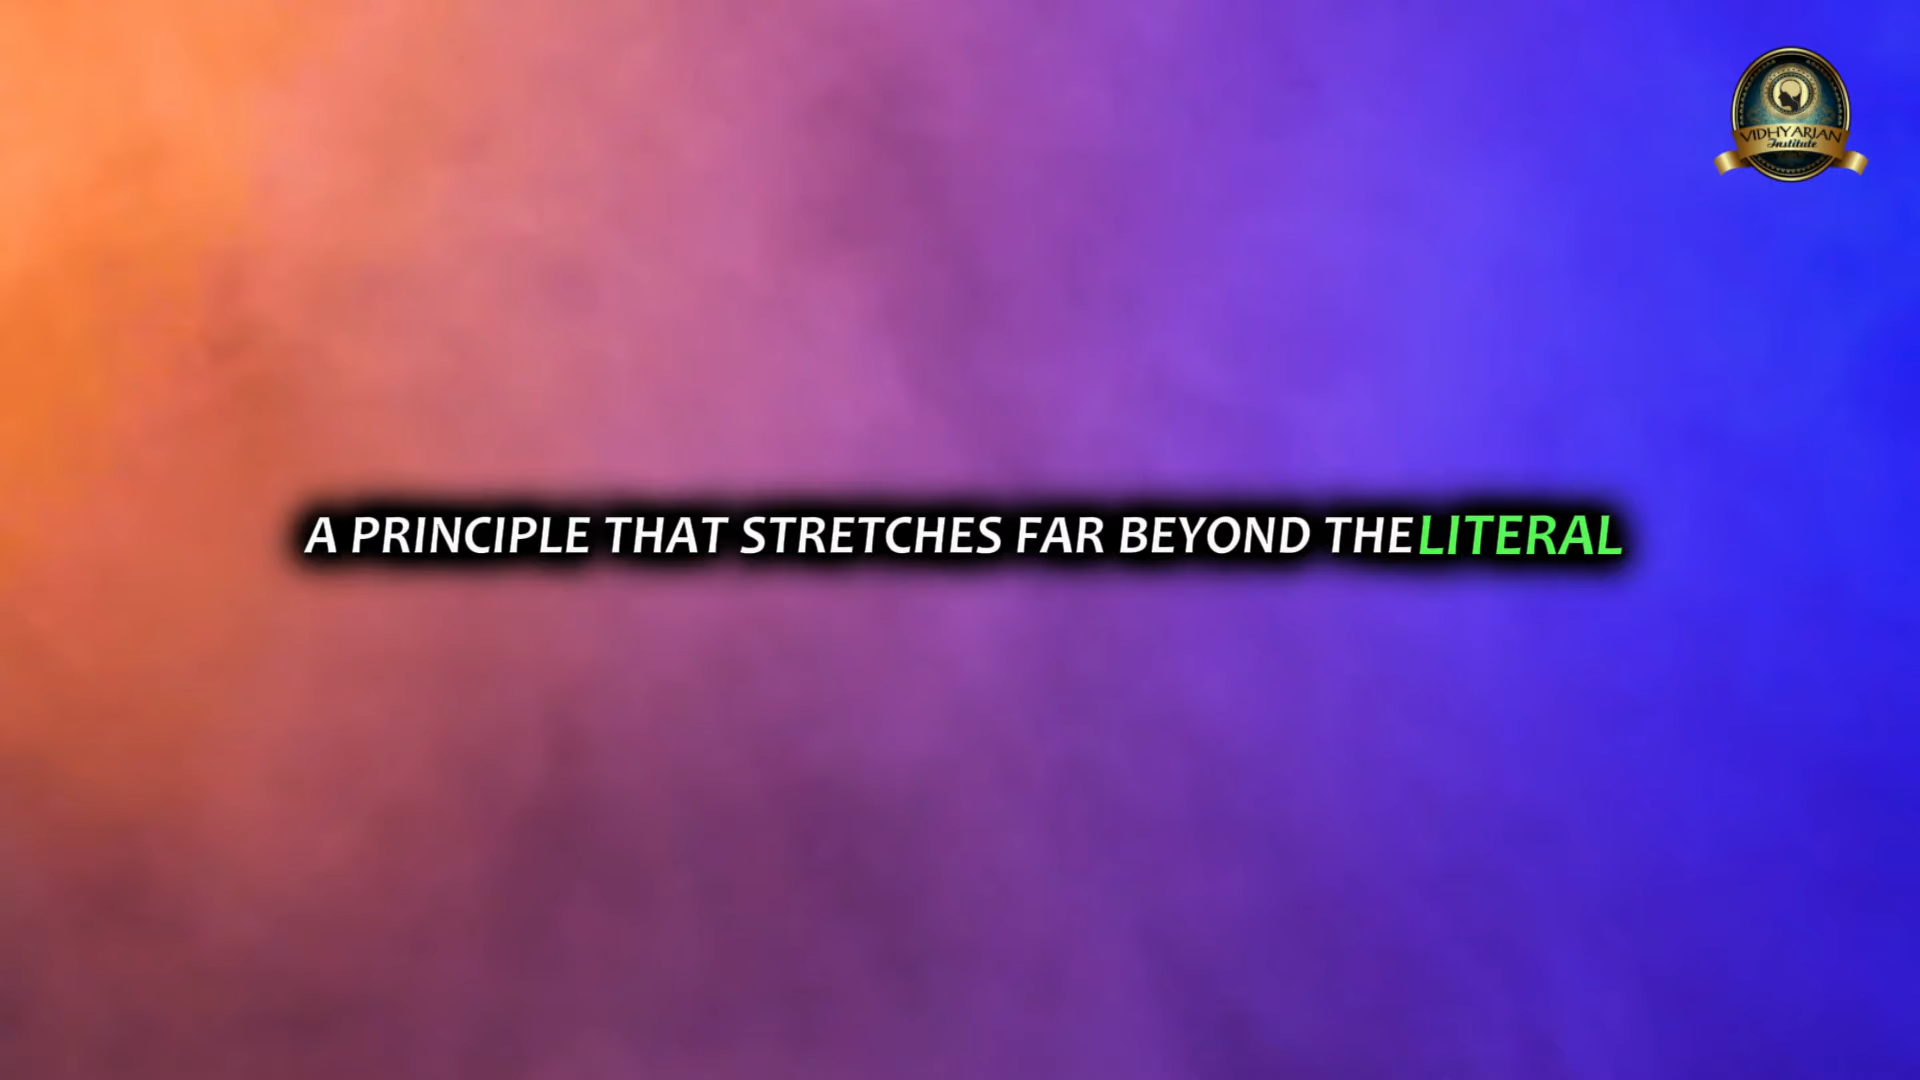 VIDHYARJAN
Institute
A PRINCIPLE THAT STRETCHES FAR BEYOND THE LITERAL